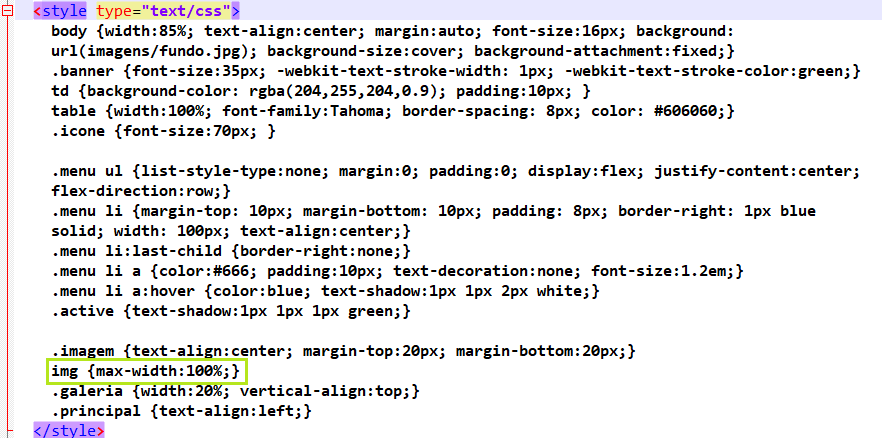 <style type="text/css">
body {width:85%; text-align:center; margin:auto; font-size:16px; background:
url(imagens/fundo.jpg); background-size:cover; background-attachment:fixed;}
.banner {font-size:35px; -webkit-text-stroke-width: 1px; -webkit-text-stroke-color:green;}
td {background-color: rgba(204,255,204,0.9); padding:10px; }
table {width:100%; font-family:Tahoma; border-spacing: 8px; color: #606060;}
.icone {font-size:70px; }
.menu ul {list-style-type:none; margin:0; padding:0; display:flex; justify-content:center;
flex-direction:row;}
.menu li {margin-top: 10px; margin-bottom: 10px; padding: 8px; border-right: 1px blue
solid; width: 100px; text-align:center;}
.menu li:last-child {border-right:none;}
.menu li a {color:#666; padding:10px; text-decoration:none; font-size:1.2em;}
.menu li a:hover {color:blue; text-shadow:1px 1px 2px white;}
.active {text-shadow:1px 1px 1px green;}
.imagem {text-align:center; margin-top:20px; margin-bottom:20px;}
img {max-width:100%;}
.galeria {width:20%; vertical-align:top;}
.principal {text-align:left;}
</style>